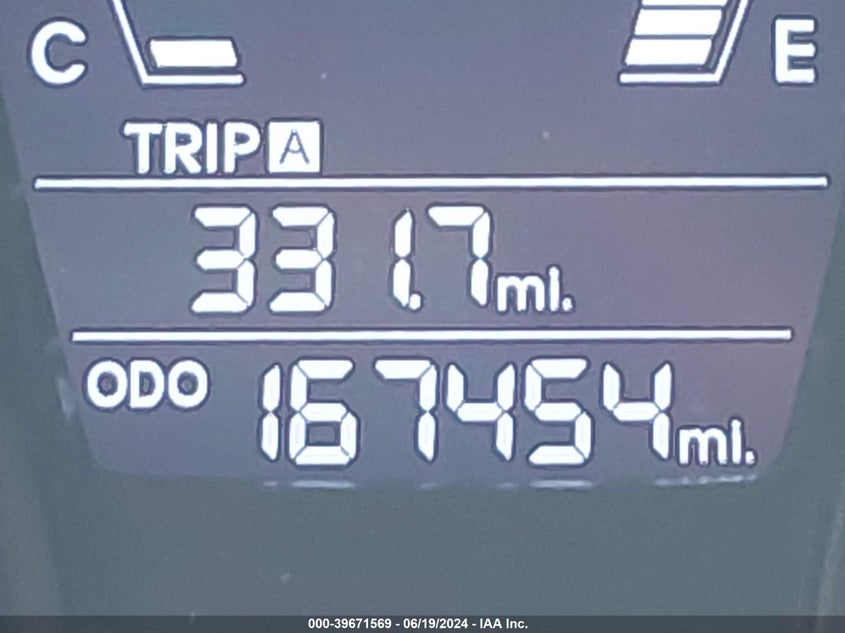 C E
TRIP A
331.7 mi.
ODO 167454 mi.
000-39671569 - 06/19/2024 - IAA Inc.